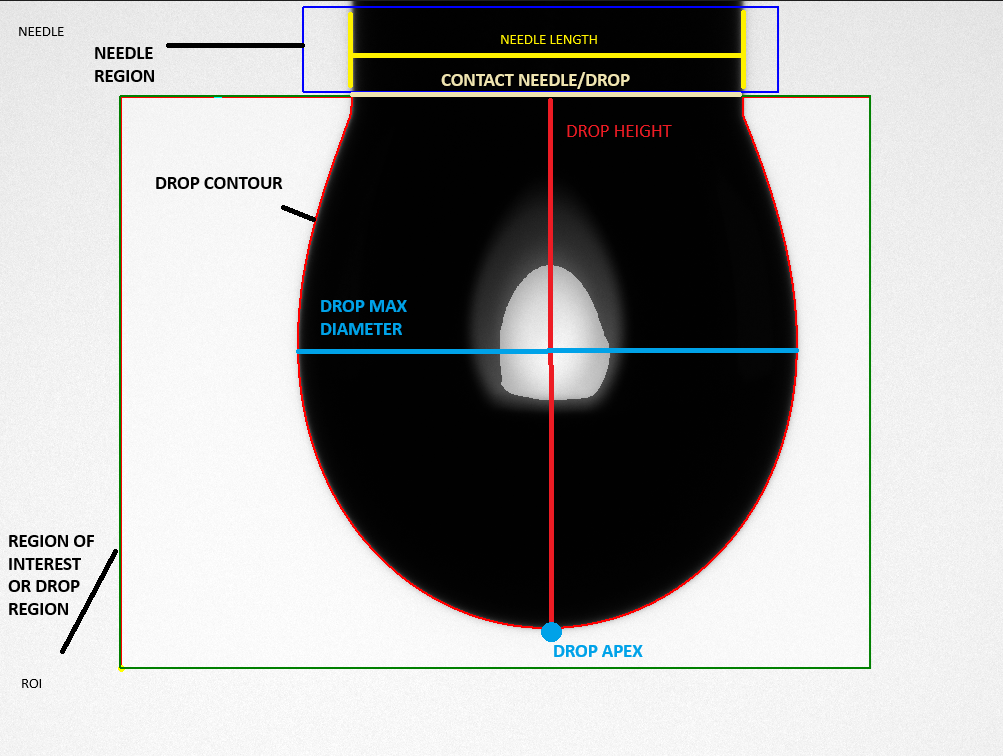 NEEDLE
NEEDLE
REGION
NEEDLE LENGTH
CONTACT NEEDLE/DROP
DROP HEIGHT
DROP CONTOUR
DROP MAX
DIAMETER
REGION OF
INTEREST
OR DROP
REGION
DROP APEX
ROI